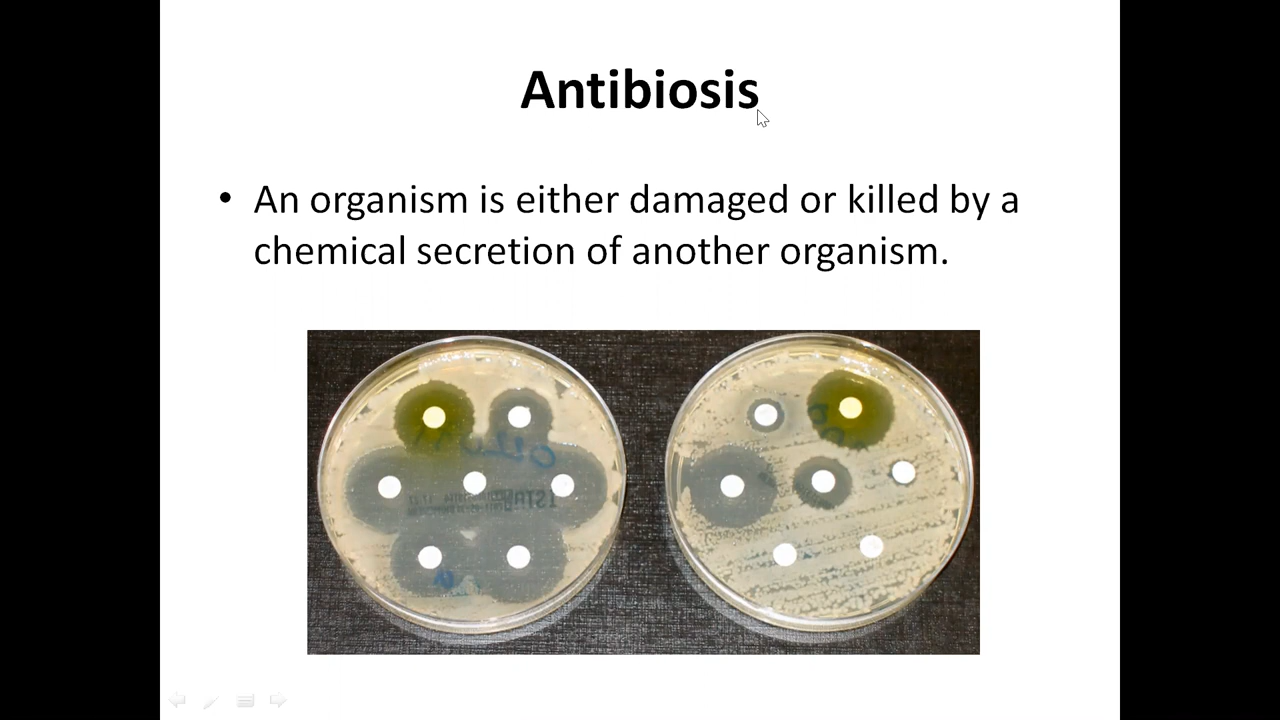 Antibiosis
• An organism is either damaged or killed by a
chemical secretion of another organism.